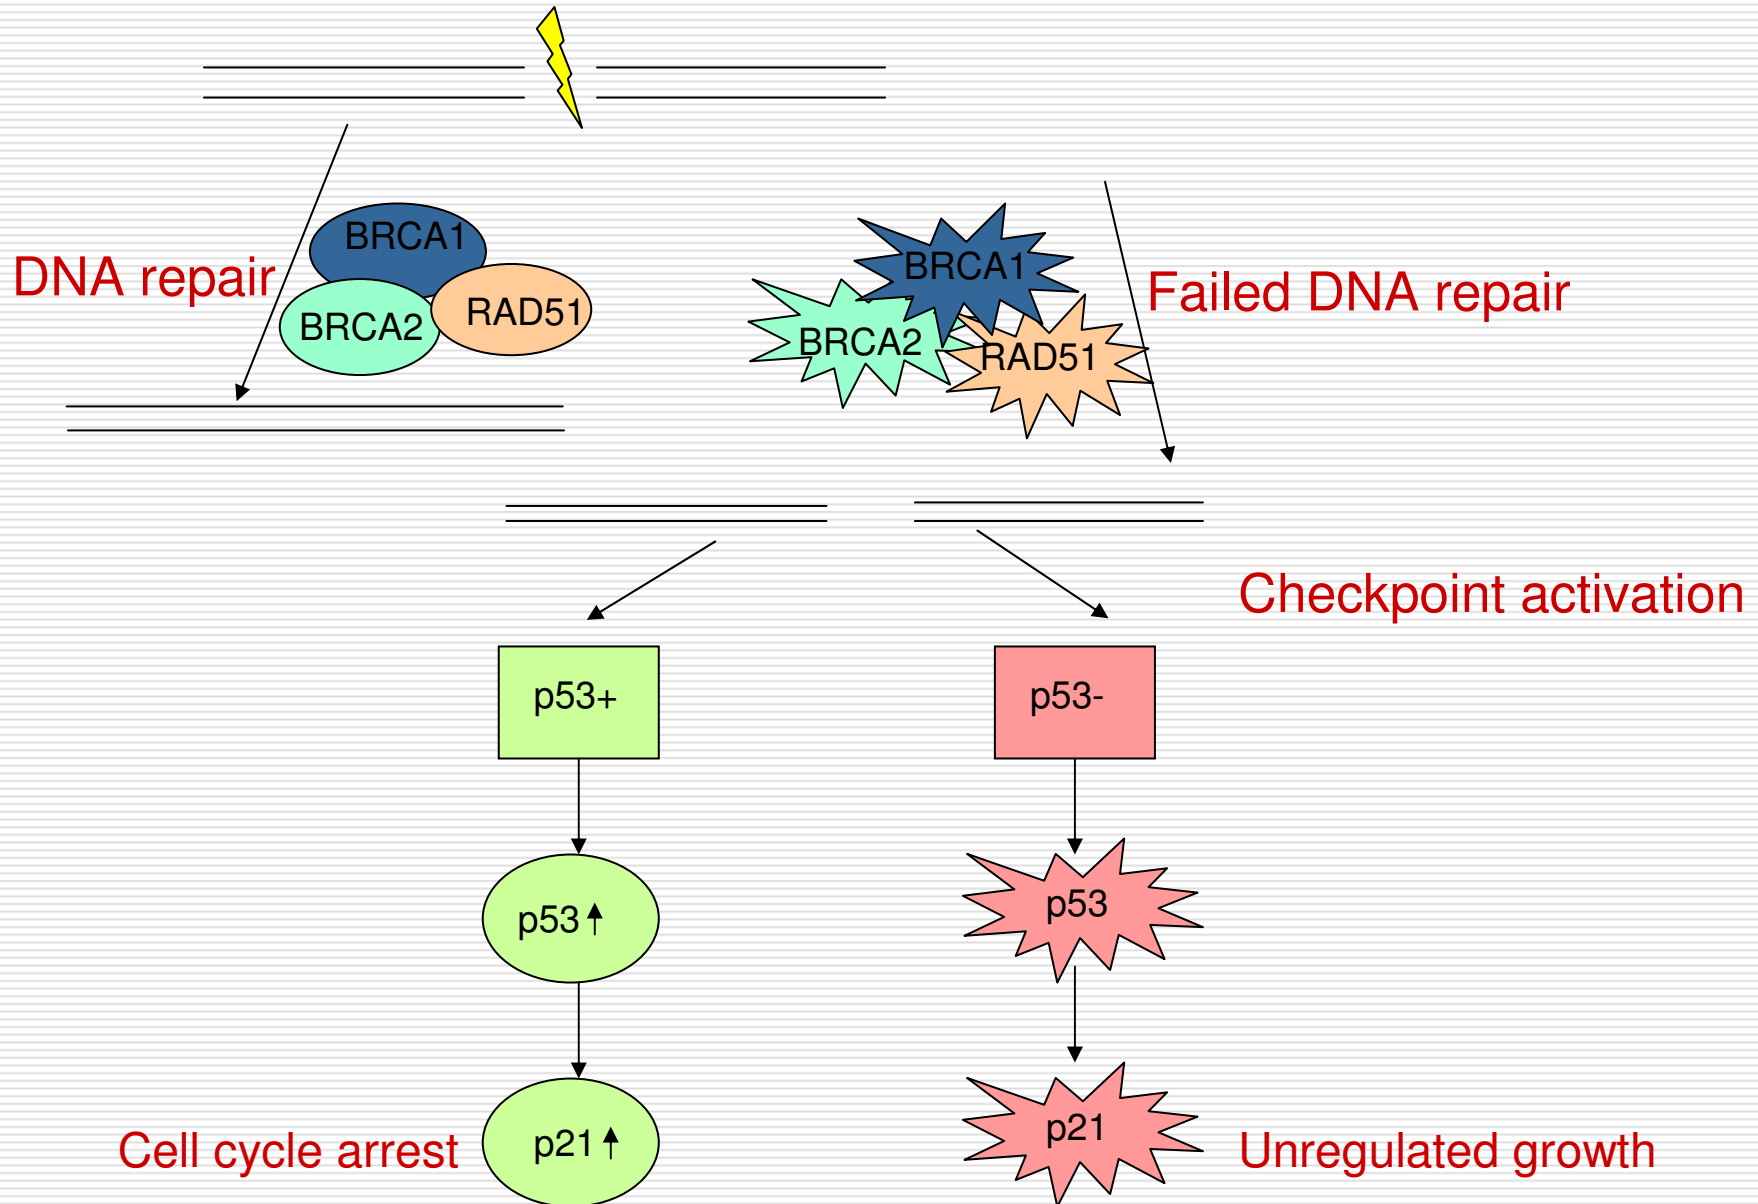 BRCA1
DNA repair
BRCA2
RAD51
BRCA1
BRCA2
RAD51
Failed DNA repair
Checkpoint activation
p53+
p53-
p53↑
p53
Cell cycle arrest
p21↑
p21
Unregulated growth